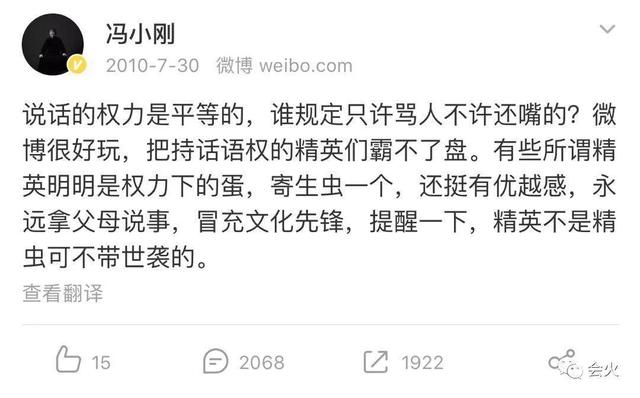 冯小刚
2010-7-30 微博 weibo.com
说话的权力是平等的，谁规定只许骂人不许还嘴的？微
博很好玩，把持话语权的精英们霸不了盘。有些所谓精
英明明是权力下的蛋，寄生虫一个，还挺有优越感，永
远拿父母说事，冒充文化先锋，提醒一下，精英不是精
虫可不带世袭的。
查看翻译
15 2068 1922
会火